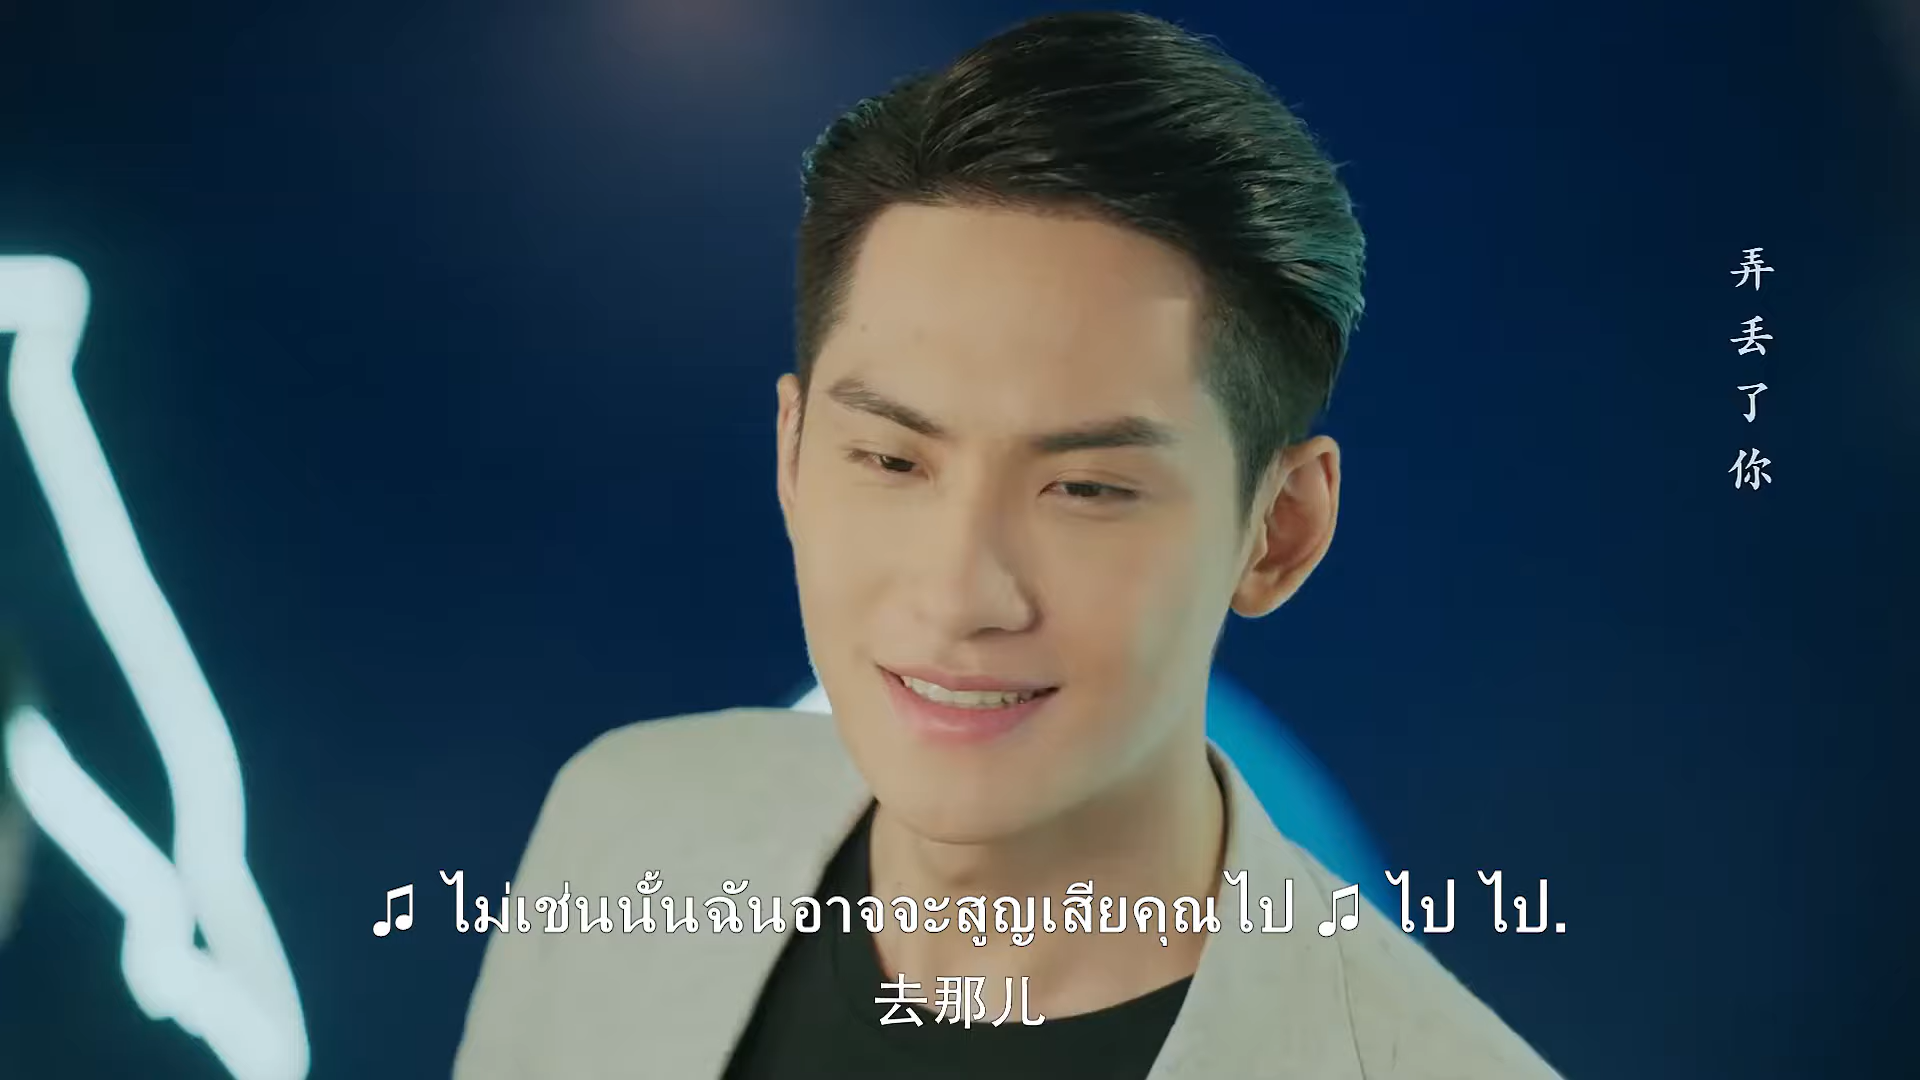 弄丢了你
♫ ไม่เช่นนั้นฉันอาจจะสูญเสียคุณไป ♫ ไป ไป.
去那儿